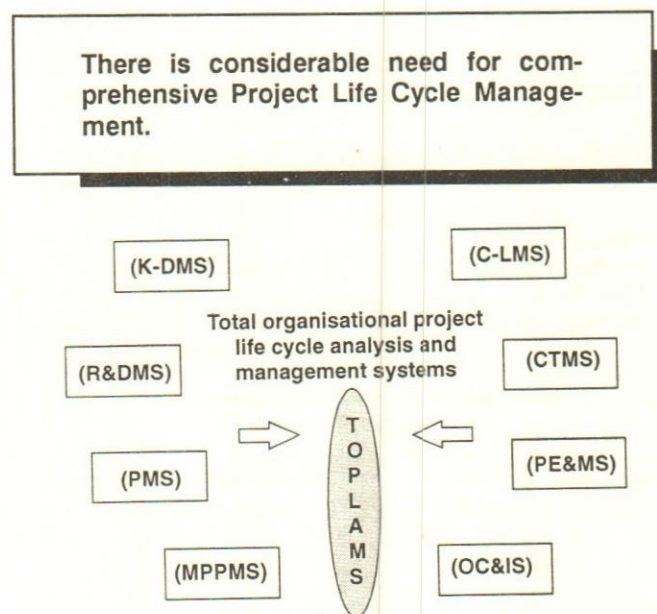 There is considerable need for com-
prehensive Project Life Cycle Manage-
ment.
(K-DMS)
(C-LMS)
Total organisational project
life cycle analysis and
management systems
(R&DMS)
(CTMS)
TOPLAMS
(PMS)
(PE&MS)
(MPPMS)
(OC&IS)